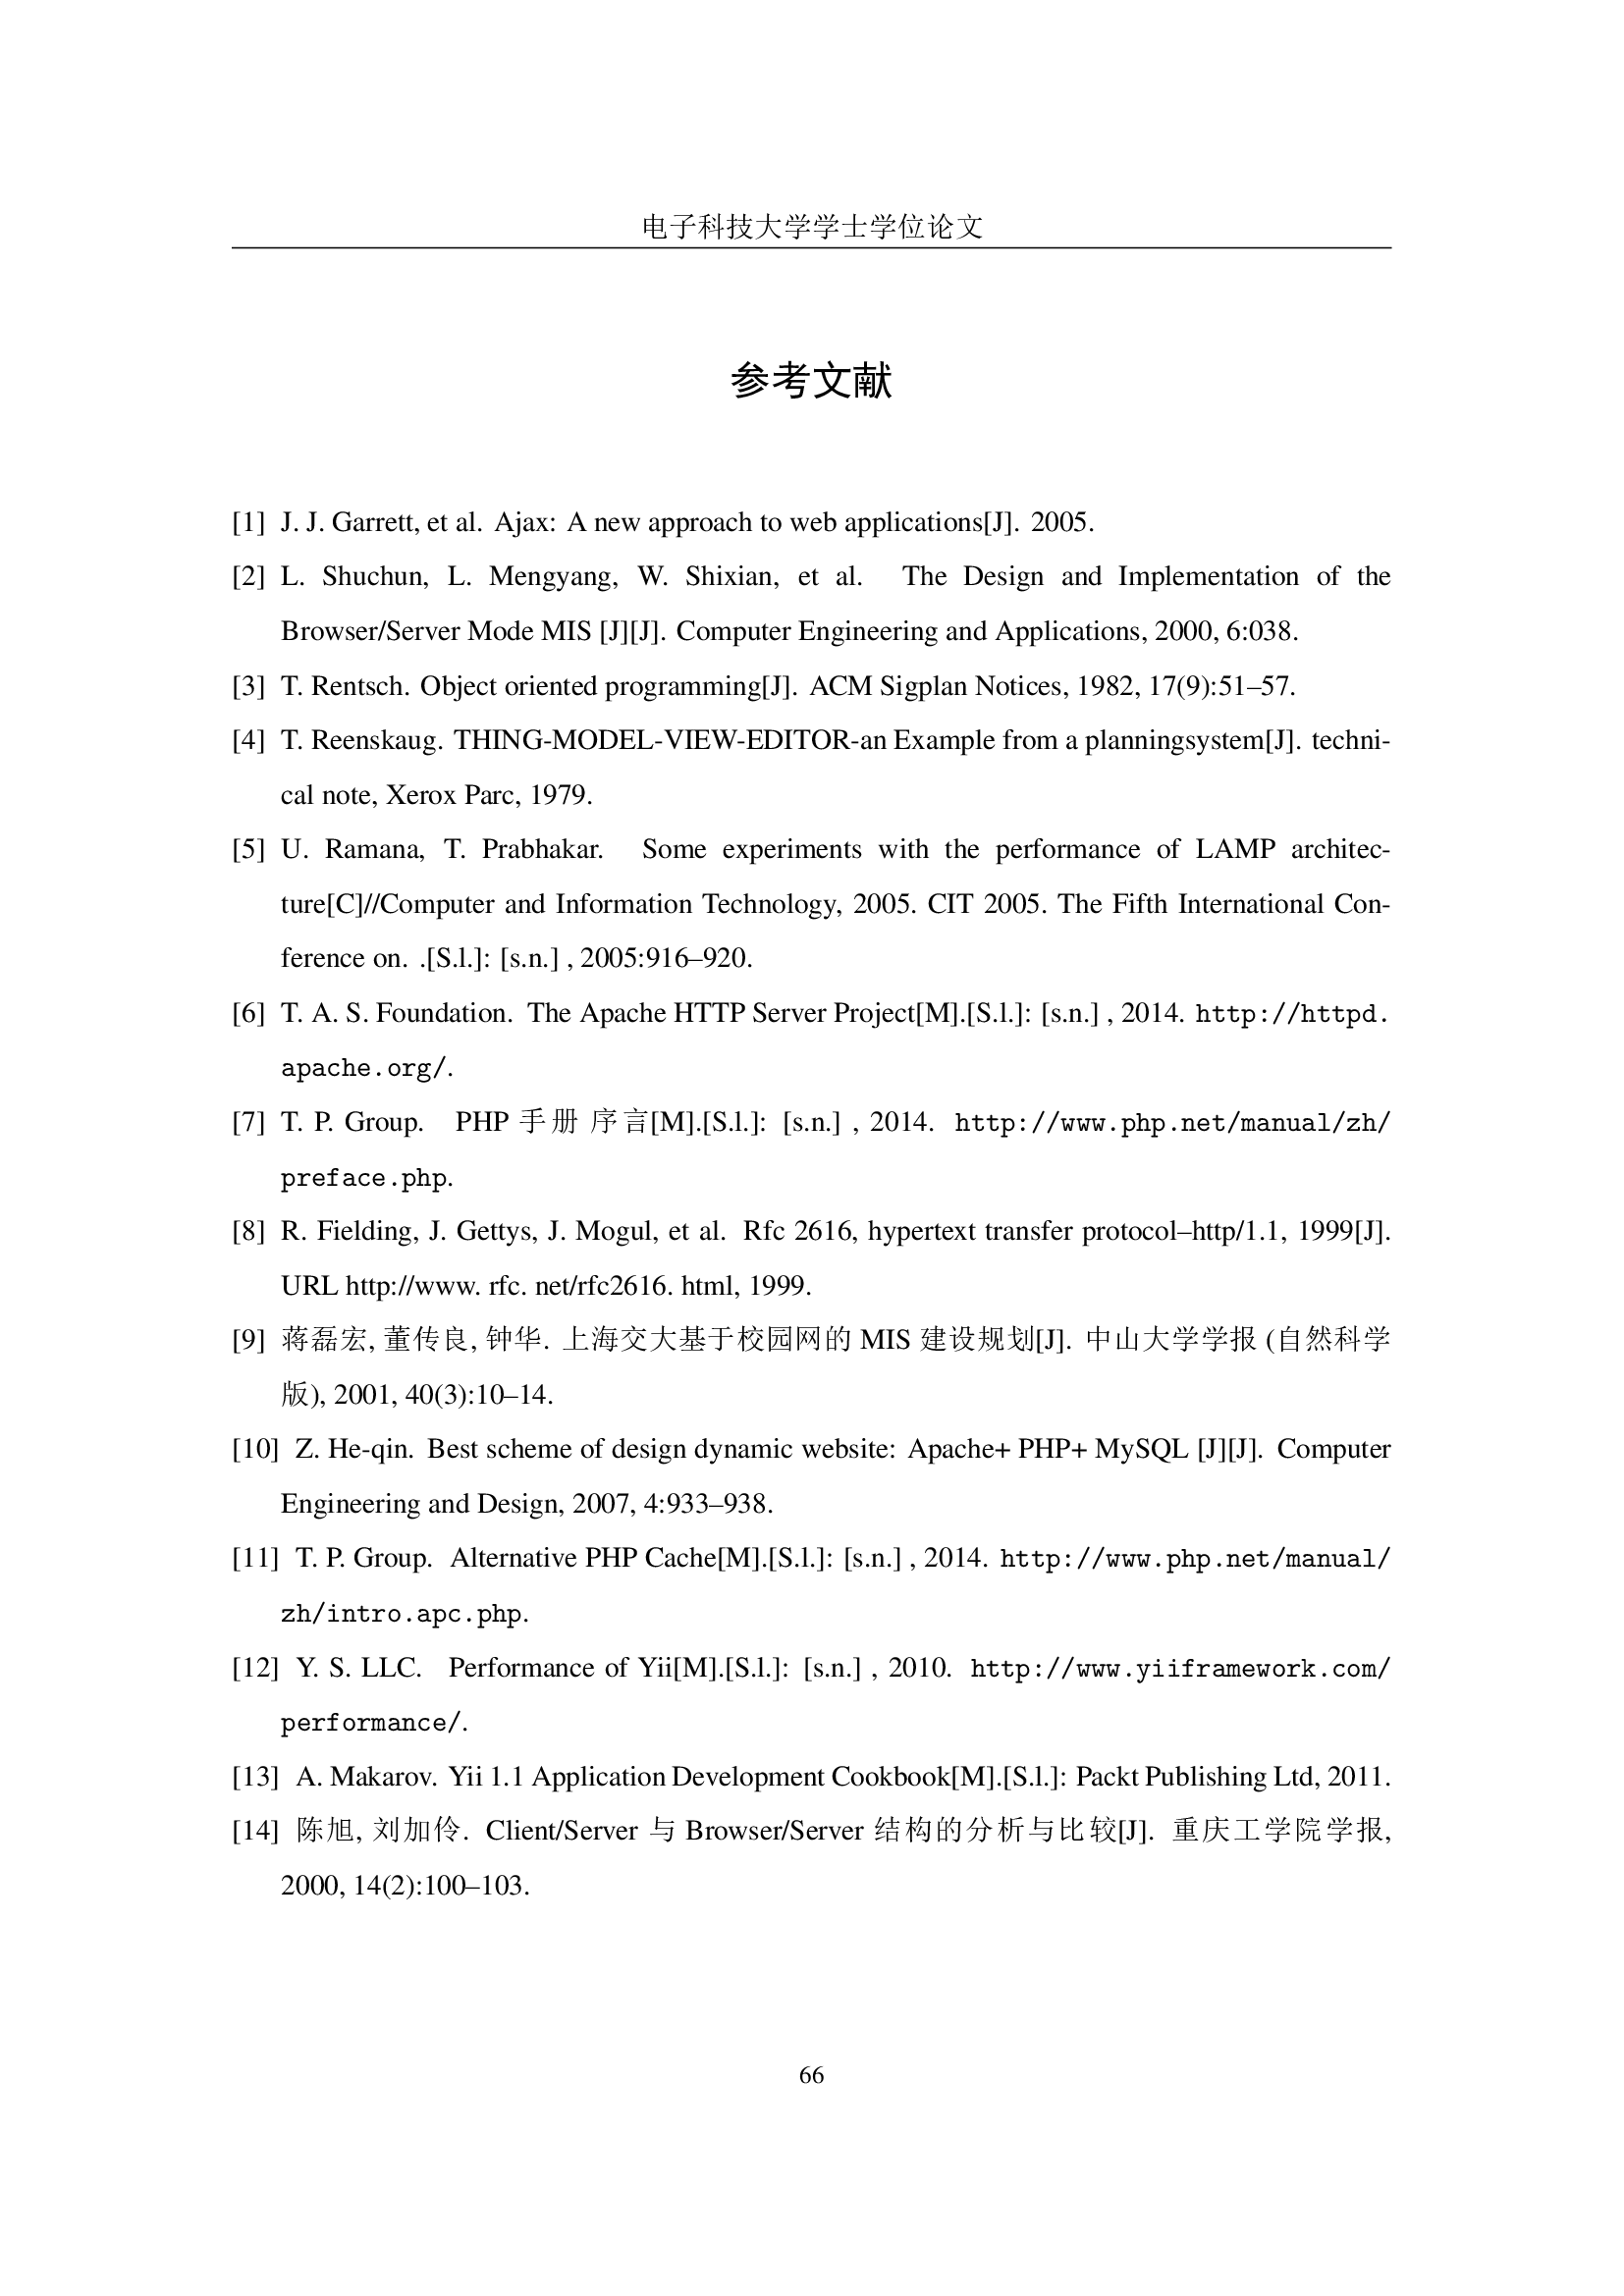 电子科技大学学士学位论文
参考文献
[1] J. J. Garrett, et al. Ajax: A new approach to web applications[J]. 2005.
[2] L. Shuchun, L. Mengyang, W. Shixian, et al. The Design and Implementation of the
Browser/Server Mode MIS [J][J]. Computer Engineering and Applications, 2000, 6:038.
[3] T. Rentsch. Object oriented programming[J]. ACM Sigplan Notices, 1982, 17(9):51–57.
[4] T. Reenskaug. THING-MODEL-VIEW-EDITOR-an Example from a planningsystem[J]. techni-
cal note, Xerox Parc, 1979.
[5] U. Ramana, T. Prabhakar. Some experiments with the performance of LAMP architec-
ture[C]//Computer and Information Technology, 2005. CIT 2005. The Fifth International Con-
ference on. .[S.l.]: [s.n.] , 2005:916–920.
[6] T. A. S. Foundation. The Apache HTTP Server Project[M].[S.l.]: [s.n.] , 2014. http://httpd.
apache.org/.
[7] T. P. Group. PHP 手册 序言[M].[S.l.]: [s.n.] , 2014. http://www.php.net/manual/zh/
preface.php.
[8] R. Fielding, J. Gettys, J. Mogul, et al. Rfc 2616, hypertext transfer protocol–http/1.1, 1999[J].
URL http://www. rfc. net/rfc2616. html, 1999.
[9] 蒋磊宏, 董传良, 钟华. 上海交大基于校园网的 MIS 建设规划[J]. 中山大学学报 (自然科学
版), 2001, 40(3):10–14.
[10] Z. He-qin. Best scheme of design dynamic website: Apache+ PHP+ MySQL [J][J]. Computer
Engineering and Design, 2007, 4:933–938.
[11] T. P. Group. Alternative PHP Cache[M].[S.l.]: [s.n.] , 2014. http://www.php.net/manual/
zh/intro.apc.php.
[12] Y. S. LLC. Performance of Yii[M].[S.l.]: [s.n.] , 2010. http://www.yiiframework.com/
performance/.
[13] A. Makarov. Yii 1.1 Application Development Cookbook[M].[S.l.]: Packt Publishing Ltd, 2011.
[14] 陈旭, 刘加伶. Client/Server 与 Browser/Server 结构的分析与比较[J]. 重庆工学院学报,
2000, 14(2):100–103.
66